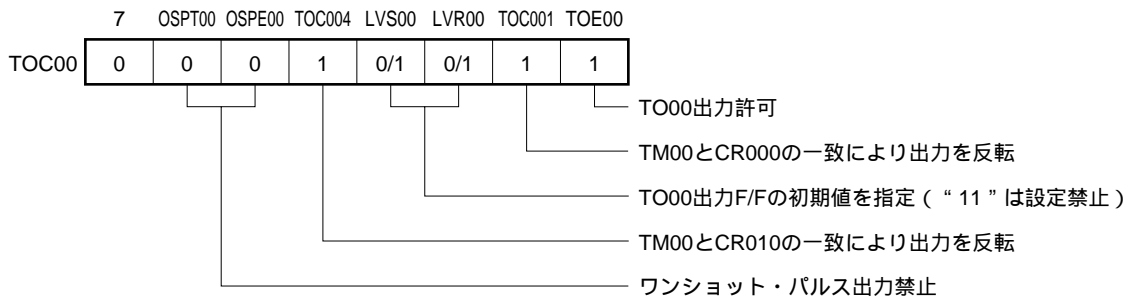 7 OSPT00 OSPE00 TOC004 LVS00 LVR00 TOC001 TOE00
TOC00 0 0 0 1 0/1 0/1 1 1
TO00出力許可
TM00とCR000の一致により出力を反転
TO00出力F/Fの初期値を指定（“11”は設定禁止）
TM00とCR010の一致により出力を反転
ワンショット・パルス出力禁止